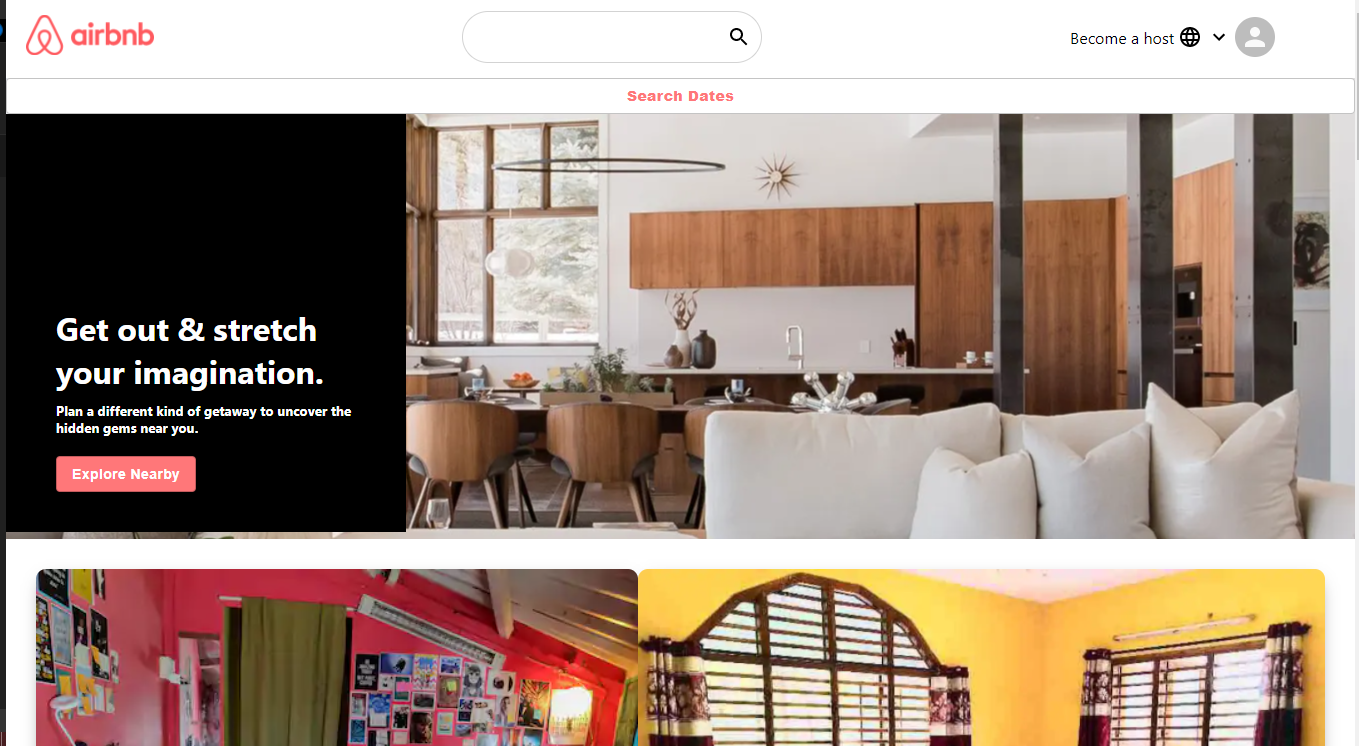 airbnb
Become a host
Search Dates
Get out & stretch
your imagination.
Plan a different kind of getaway to uncover the
hidden gems near you.
Explore Nearby